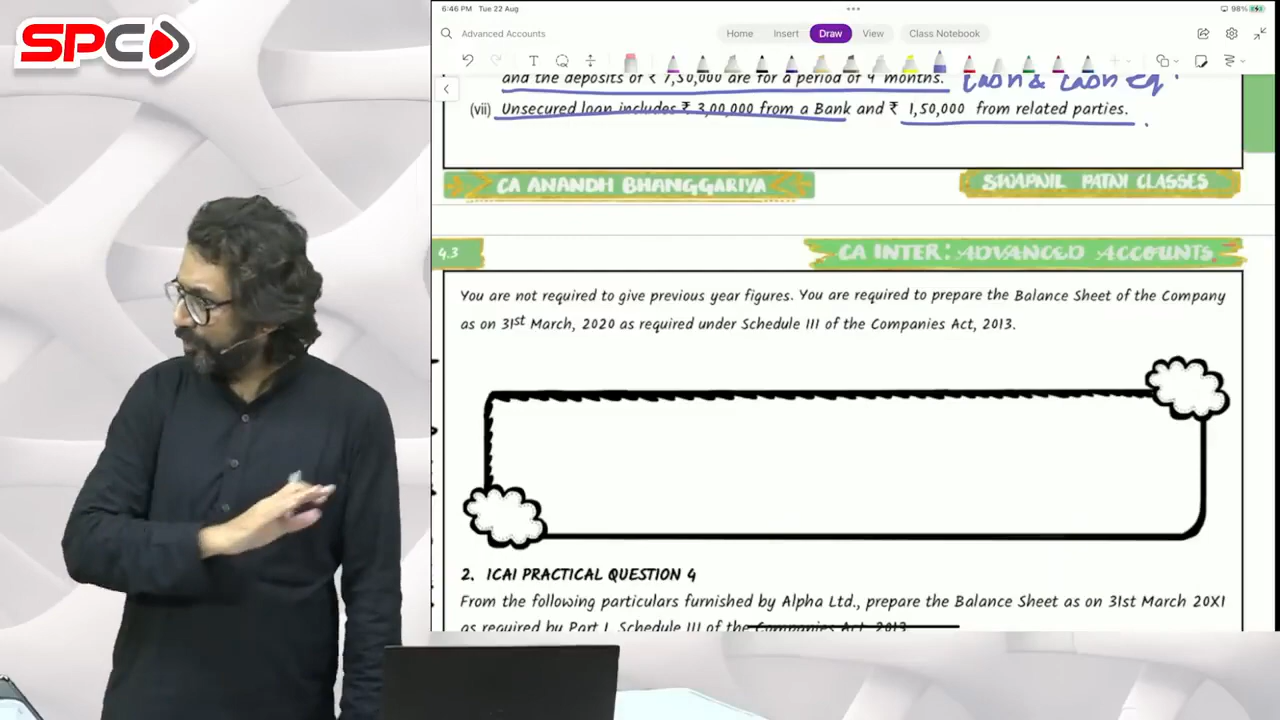 SPC
6:46 PM Tue 22 Aug
98%
Advanced Accounts
Home Insert Draw View Class Notebook
and the deposits of ₹ 7,50,000 are for a period of 9 months. Cash & Cash Eq.
(vii) Unsecured loan includes ₹ 3,00,000 from a Bank and ₹ 1,50,000 from related parties.
CA ANANDH BHANGGARIYA
SWAPNIL PATNI CLASSES
4.3
CA INTER: ADVANCED ACCOUNTS
You are not required to give previous year figures. You are required to prepare the Balance Sheet of the Company
as on 31st March, 2020 as required under Schedule III of the Companies Act, 2013.
2. ICAI PRACTICAL QUESTION 4
From the following particulars furnished by Alpha Ltd., prepare the Balance Sheet as on 31st March 20X1
as required by Part I, Schedule III of the Companies Act, 2013.